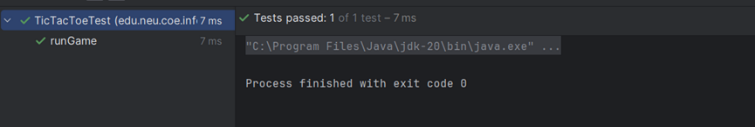 TicTacToeTest (edu.neu.coe.inf 7 ms
runGame 7 ms
Tests passed: 1 of 1 test – 7 ms
"C:\Program Files\Java\jdk-20\bin\java.exe" ...
Process finished with exit code 0